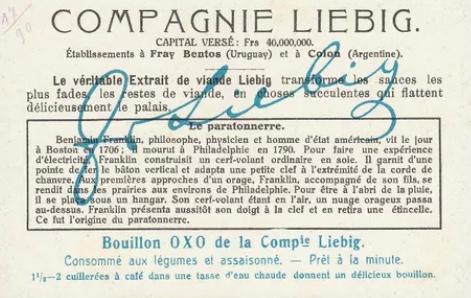 17
90
COMPAGNIE LIEBIG.
CAPITAL VERSÉ: Frs 40,000,000.
Établissements à Fray Bentos (Uruguay) et à Colon (Argentine).
Le véritable Extrait de viande Liebig transforme les sauces les
plus fades, les restes de viande, en choses succulentes qui flattent
délicieusement le palais.
Jv Liebig
Le paratonnerre.
Benjamin Franklin, philosophe, physicien et homme d'état américain, vit le jour
à Boston en 1706; il mourut à Philadelphie en 1790. Pour faire une expérience
d'électricité, Franklin construisit un cerf-volant ordinaire en soie. Il garnit d'une
pointe de fer le bâton vertical et adapta une petite clef à l'extrémité de la corde de
chanvre. Aux premières approches d'un orage, Franklin, accompagné de son fils, se
rendit dans les prairies aux environs de Philadelphie. Pour être à l'abri de la pluie,
il se plaça sous un hangar. Son cerf-volant étant en l'air, un nuage orageux passa
au-dessus. Franklin présenta aussitôt son doigt à la clef et en retira une étincelle.
Ce fut l'origine du paratonnerre.
Bouillon OXO de la Compie Liebig.
Consommé aux légumes et assaisonné. — Prêt à la minute.
1½—2 cuillerées à café dans une tasse d'eau chaude donnent un délicieux bouillon.